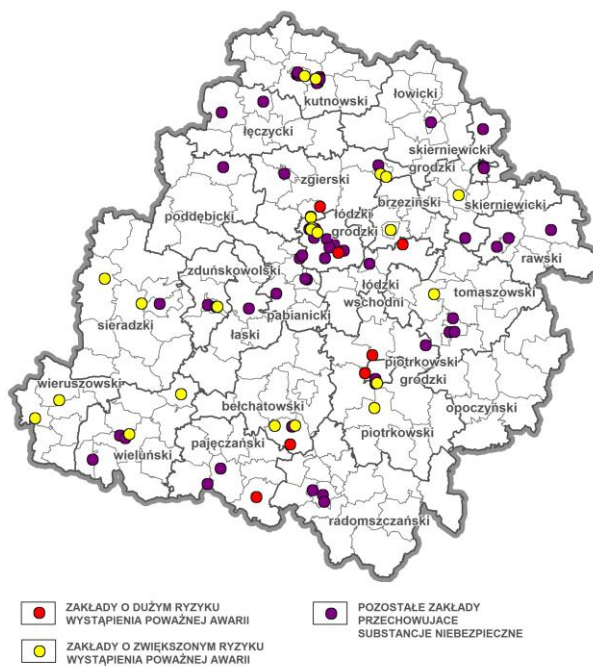 kutnowski
łowicki
łęczycki
skierniewicki
grodzki
zgierski
brzeziński
skierniewicki
poddębicki
łódzki
grodzki
rawski
zduńskowolski
łódzki
wschodni
tomaszowski
sieradzki
pabianicki
łaski
piotrkowski
grodzki
wieruszowski
bełchatowski
opoczyński
piotrkowski
pajęczański
wieluński
radomszczański
ZAKŁADY O DUŻYM RYZYKU
WYSTĄPIENIA POWAŻNEJ AWARII
ZAKŁADY O ZWIĘKSZONYM RYZYKU
WYSTĄPIENIA POWAŻNEJ AWARII
POZOSTAŁE ZAKŁADY
PRZECHOWUJACE
SUBSTANCJE NIEBEZPIECZNE